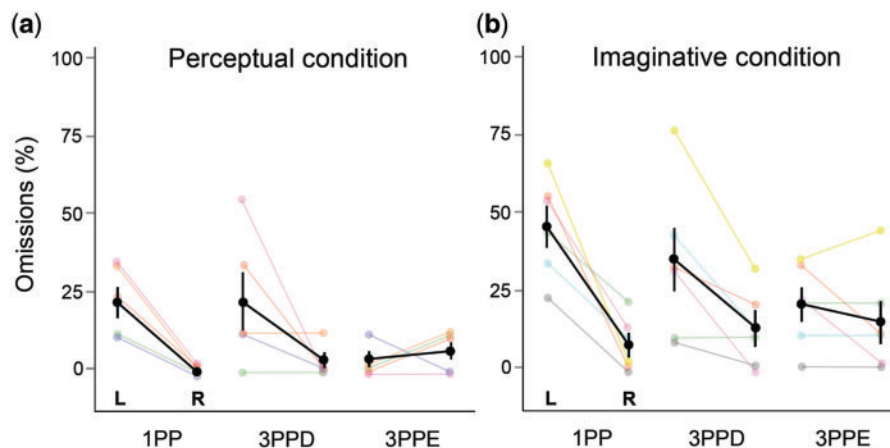 (a)
Perceptual condition
Omissions (%)
100
75
50
25
0
L R
1PP 3PPD 3PPE
(b)
Imaginative condition
100
75
50
25
0
L R
1PP 3PPD 3PPE